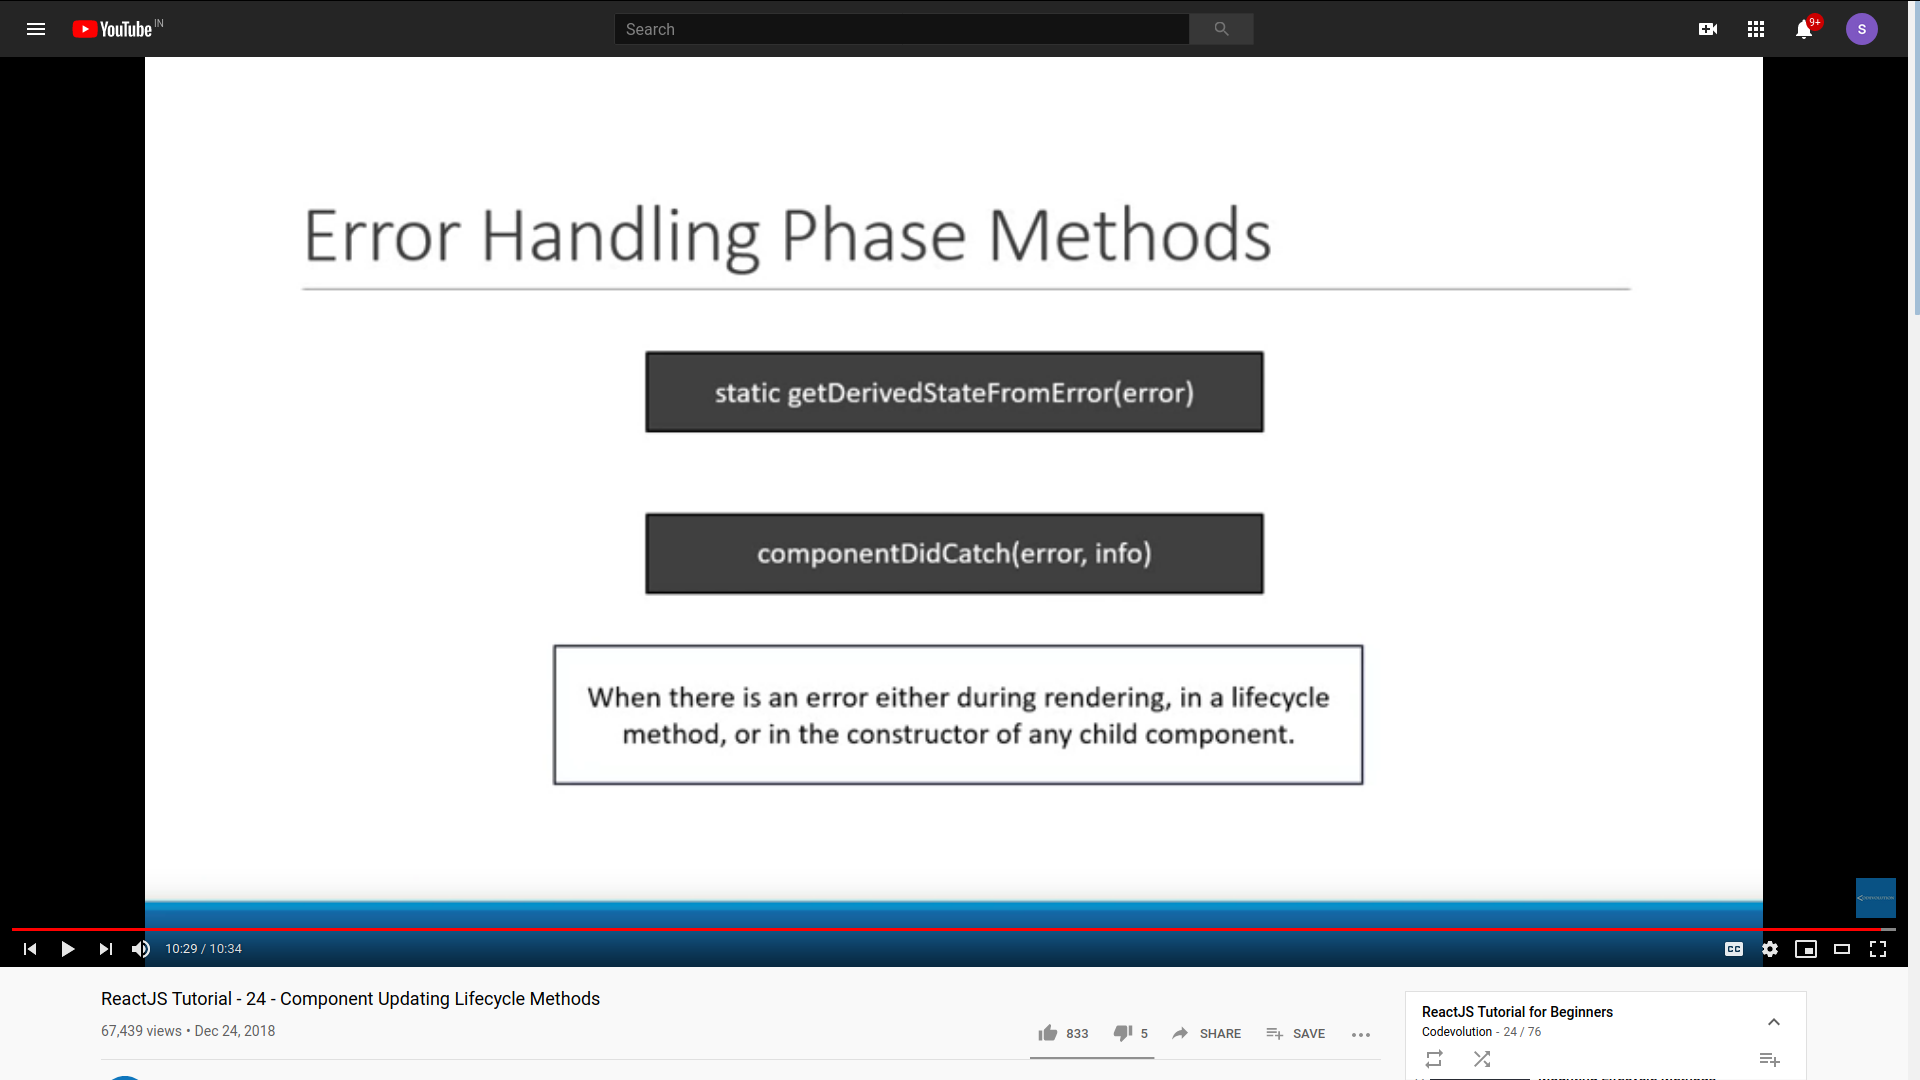 YouTube IN
Search
9+
S
Error Handling Phase Methods
static getDerivedStateFromError(error)
componentDidCatch(error, info)
When there is an error either during rendering, in a lifecycle
method, or in the constructor of any child component.
10:29 / 10:34
CC
ReactJS Tutorial - 24 - Component Updating Lifecycle Methods
67,439 views • Dec 24, 2018
833
5
SHARE
SAVE
ReactJS Tutorial for Beginners
Codevolution - 24 / 76